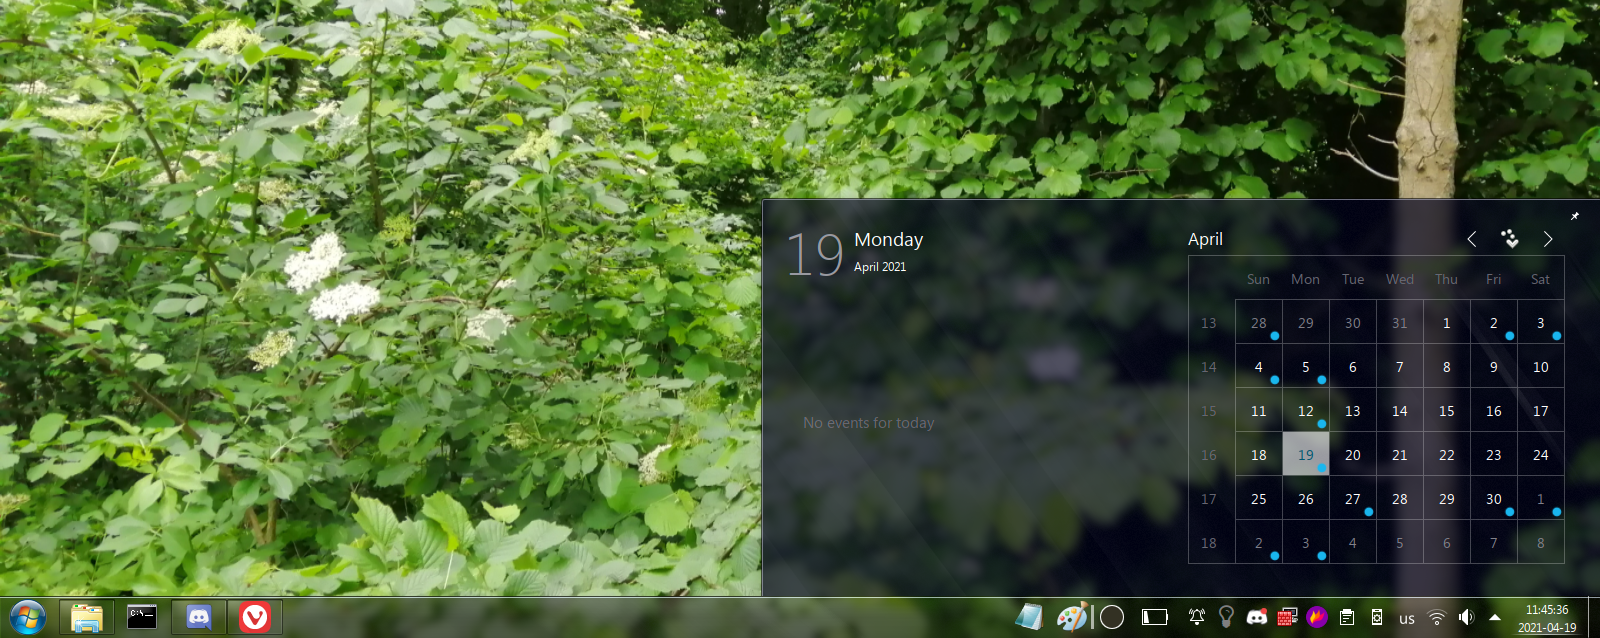 19 Monday
April 2021
No events for today
April
Sun Mon Tue Wed Thu Fri Sat
13 28 29 30 31 1 2 3
14 4 5 6 7 8 9 10
15 11 12 13 14 15 16 17
16 18 19 20 21 22 23 24
17 25 26 27 28 29 30 1
18 2 3 4 5 6 7 8
C:\_
us
11:45:36
2021-04-19